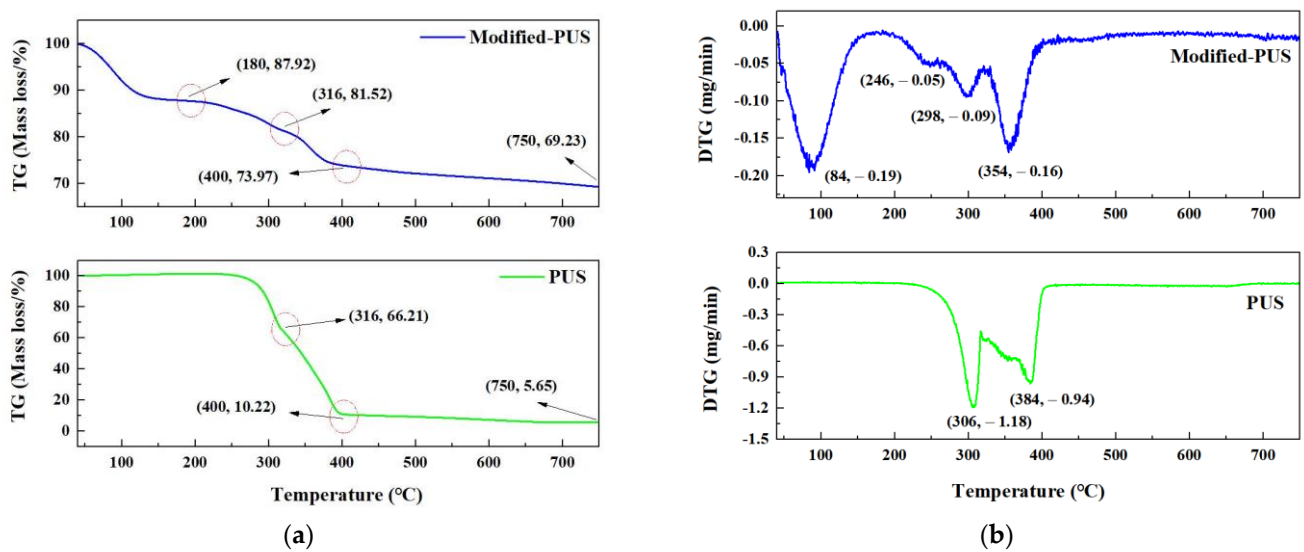 TG (Mass loss/%)
100
90
80
70
Modified-PUS
(180, 87.92)
(316, 81.52)
(750, 69.23)
(400, 73.97)
100 200 300 400 500 600 700
TG (Mass loss/%)
100
80
60
40
20
0
PUS
(316, 66.21)
(750, 5.65)
(400, 10.22)
100 200 300 400 500 600 700
Temperature (℃)
(a)
DTG (mg/min)
0.00
-0.05
-0.10
-0.15
-0.20
Modified-PUS
(246, − 0.05)
(298, − 0.09)
(354, − 0.16)
(84, − 0.19)
100 200 300 400 500 600 700
DTG (mg/min)
0.3
0.0
-0.3
-0.6
-0.9
-1.2
-1.5
PUS
(384, − 0.94)
(306, − 1.18)
100 200 300 400 500 600 700
Temperature (℃)
(b)